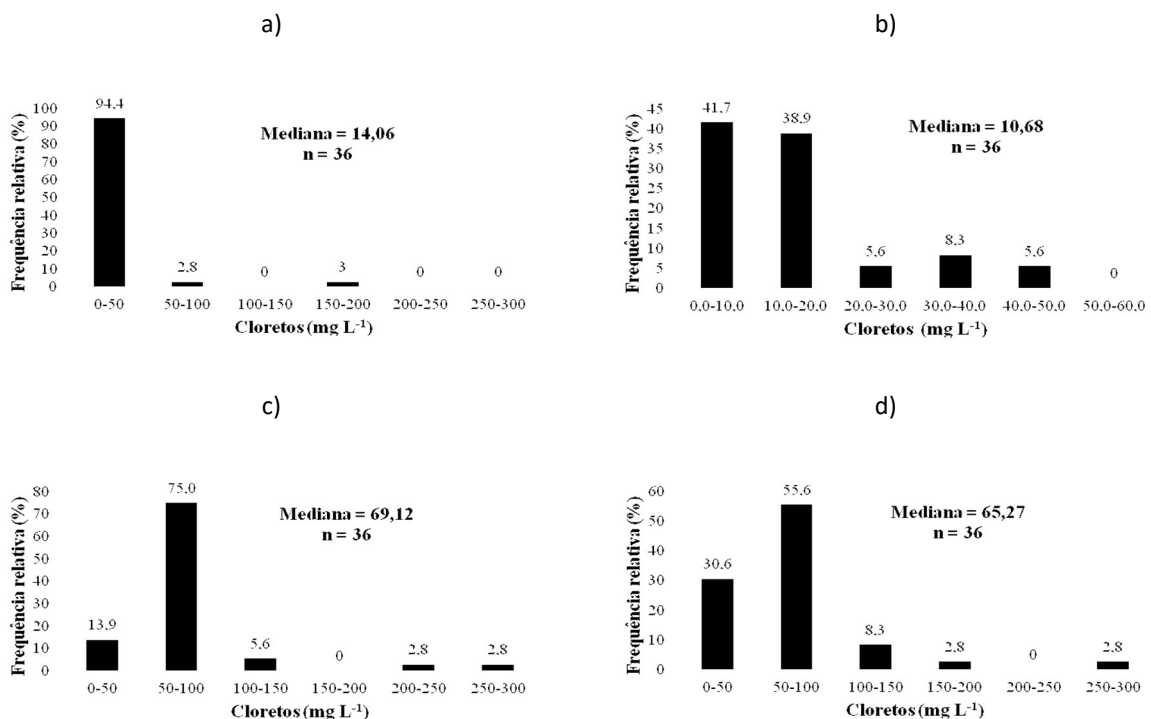 a)
Frequência relativa (%)
100
90
80
70
60
50
40
30
20
10
0
94,4
2,8
0
3
0
0
Mediana = 14,06
n = 36
0-50 50-100 100-150 150-200 200-250 250-300
Cloretos (mg L⁻¹)
b)
Frequência relativa (%)
45
40
35
30
25
20
15
10
5
0
41,7
38,9
5,6
8,3
5,6
0
Mediana = 10,68
n = 36
0,0-10,0 10,0-20,0 20,0-30,0 30,0-40,0 40,0-50,0 50,0-60,0
Cloretos (mg L⁻¹)
c)
Frequência relativa (%)
80
70
60
50
40
30
20
10
0
13,9
75,0
5,6
0
2,8
2,8
Mediana = 69,12
n = 36
0-50 50-100 100-150 150-200 200-250 250-300
Cloretos (mg L⁻¹)
d)
Frequência relativa (%)
60
50
40
30
20
10
0
30,6
55,6
8,3
2,8
0
2,8
Mediana = 65,27
n = 36
0-50 50-100 100-150 150-200 200-250 250-300
Cloretos (mg L⁻¹)